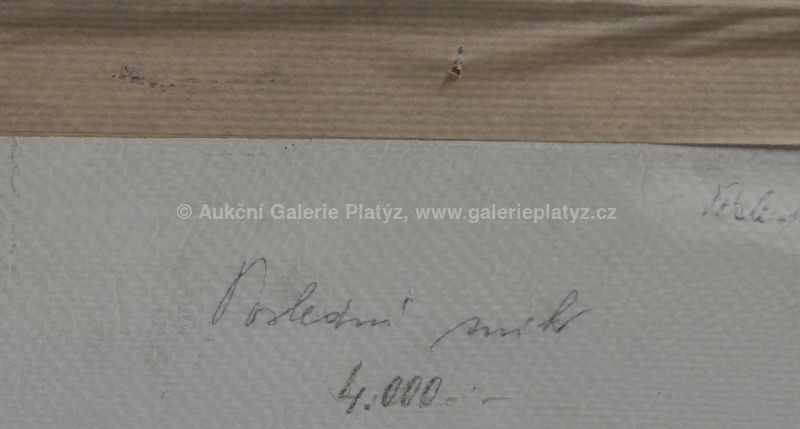 © Aukční Galerie Platýz, www.galerieplatyz.cz
Poslední sníh
4.000.-